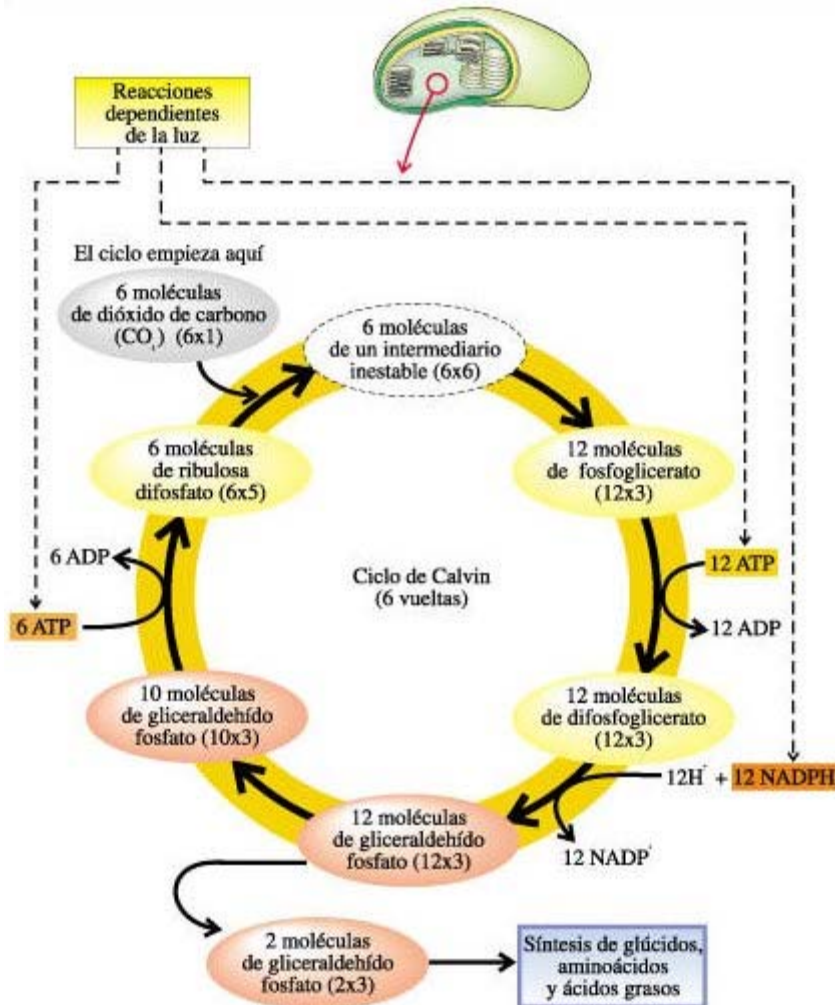 Reacciones
dependientes
de la luz
El ciclo empieza aquí
6 moléculas
de dióxido de carbono
(CO₂) (6x1)
6 moléculas
de un intermediario
inestable (6x6)
6 moléculas
de ribulosa
difosfato (6x5)
12 moléculas
de fosfoglicerato
(12x3)
6 ADP
6 ATP
Ciclo de Calvin
(6 vueltas)
12 ATP
12 ADP
10 moléculas
de gliceraldehído
fosfato (10x3)
12 moléculas
de difosfoglicerato
(12x3)
12H⁺ + 12 NADPH
12 NADP⁺
12 moléculas
de gliceraldehído
fosfato (12x3)
2 moléculas
de gliceraldehído
fosfato (2x3)
Síntesis de glúcidos,
aminoácidos
y ácidos grasos